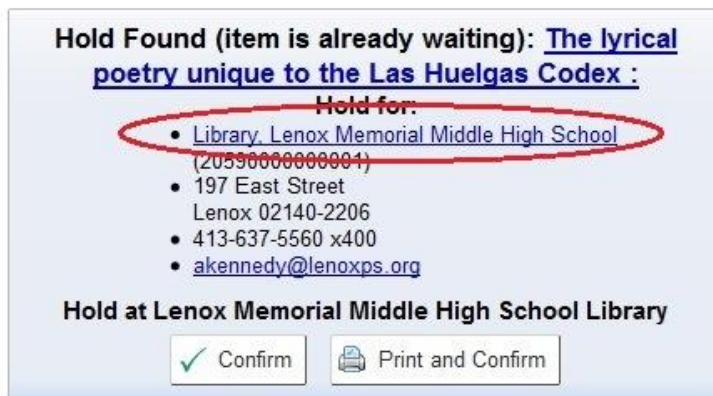 Hold Found (item is already waiting): The lyrical
poetry unique to the Las Huelgas Codex :
Hold for:
Library, Lenox Memorial Middle High School
(20590000000001)
197 East Street
Lenox 02140-2206
413-637-5560 x400
akennedy@lenoxps.org
Hold at Lenox Memorial Middle High School Library
Confirm Print and Confirm